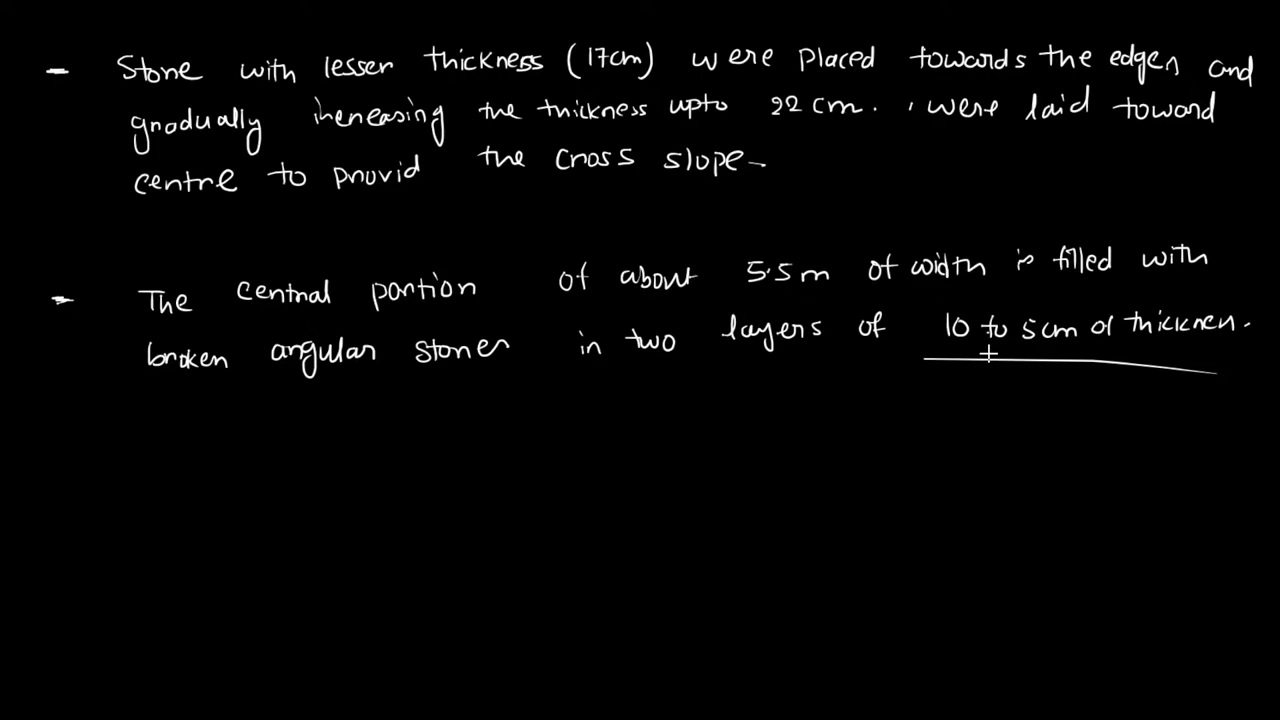 - Stone with lesser thickness (17cm) were placed towards the edges and
gradually increasing the thickness upto 22 cm. , were laid toward
centre to provid the cross slope -
- The central portion of about 5.5m of width is filled with
broken angular stones in two layers of 10 to 5cm of thickness.